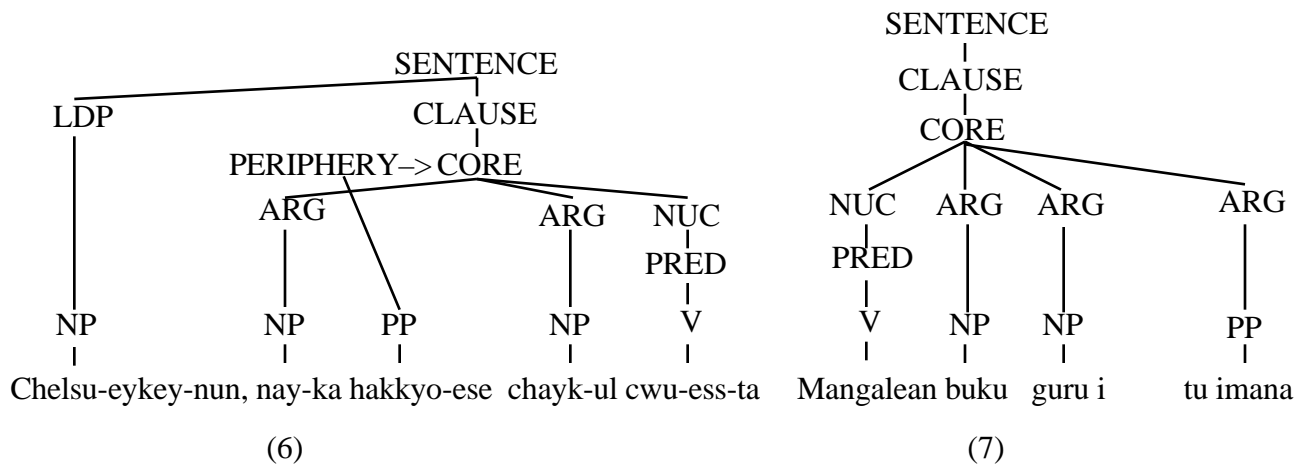 SENTENCE
LDP
CLAUSE
PERIPHERY–> CORE
ARG ARG NUC
PRED
NP NP PP NP V
Chelsu-eykey-nun, nay-ka hakkyo-ese chayk-ul cwu-ess-ta
(6)
SENTENCE
CLAUSE
CORE
NUC ARG ARG ARG
PRED
V NP NP PP
Mangalean buku guru i tu imana
(7)